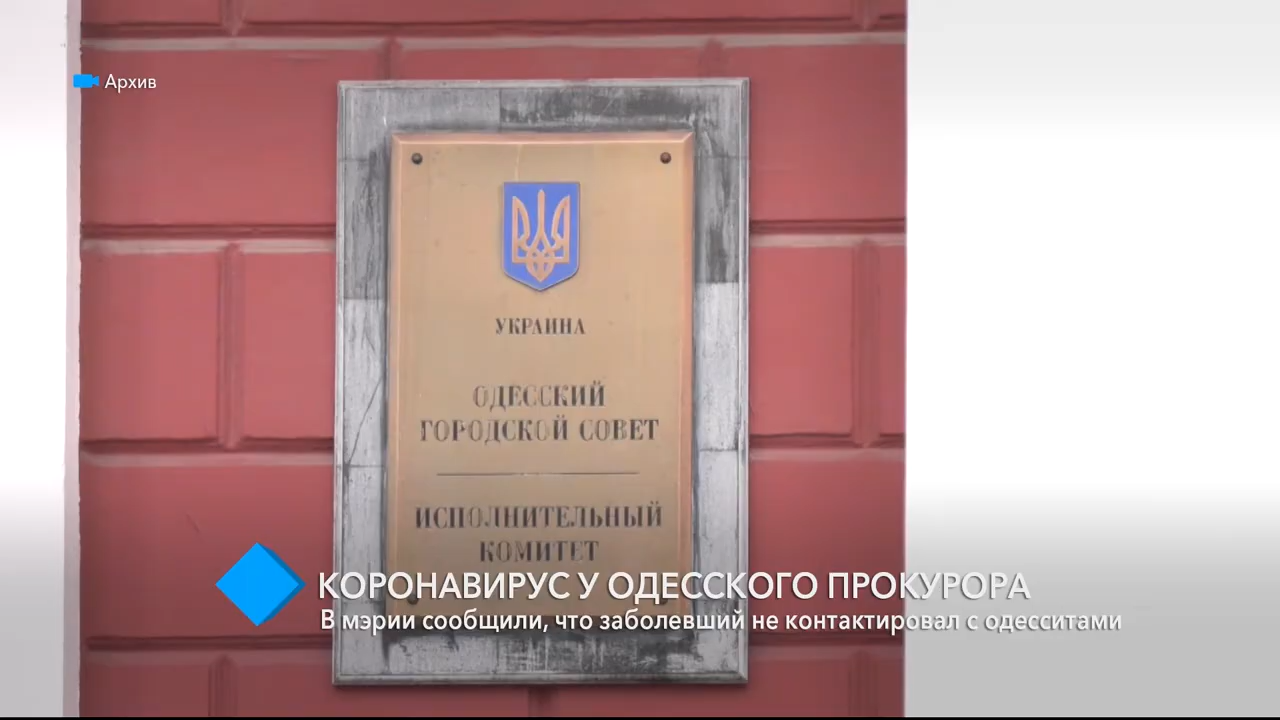 Архив
УКРАИНА
ОДЕССКИЙ
ГОРОДСКОЙ СОВЕТ
ИСПОЛНИТЕЛЬНЫЙ
КОМИТЕТ
КОРОНАВИРУС У ОДЕССКОГО ПРОКУРОРА
В мэрии сообщили, что заболевший не контактировал с одесситами